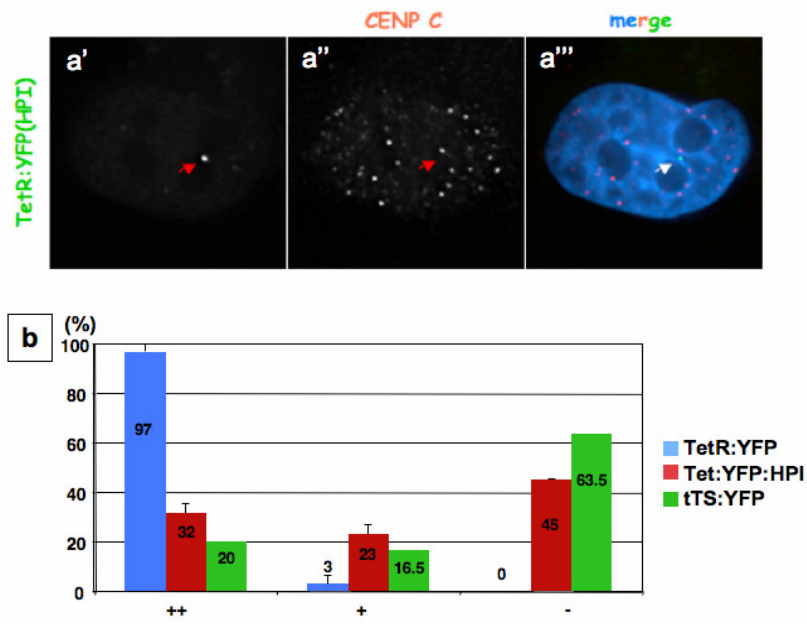 CENP C merge
a' a'' a'''
TetR:YFP(HPI)
b (%)
100
80
60
40
20
0
97 32 20
3 23 16.5
0 45 63.5
++ + -
TetR:YFP
Tet:YFP:HPI
tTS:YFP